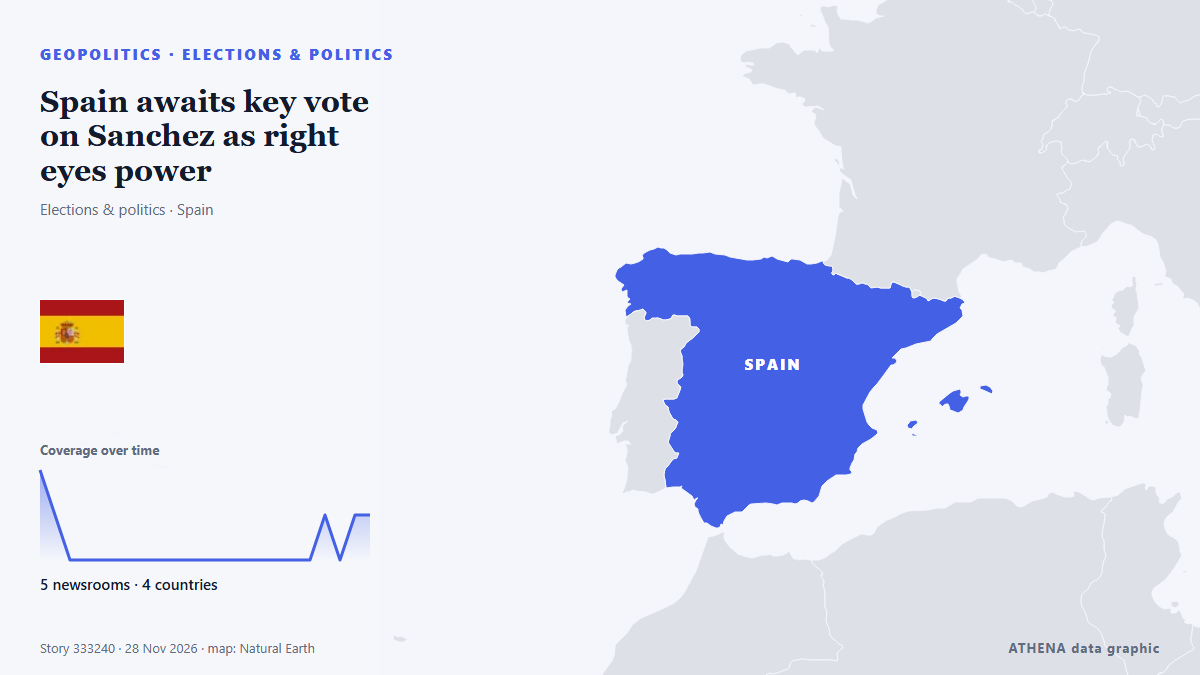 GEOPOLITICS · ELECTIONS & POLITICS
Spain awaits key vote
on Sanchez as right
eyes power
Elections & politics · Spain
SPAIN
Coverage over time
5 newsrooms · 4 countries
Story 333240 · 28 Nov 2026 · map: Natural Earth
ATHENA data graphic